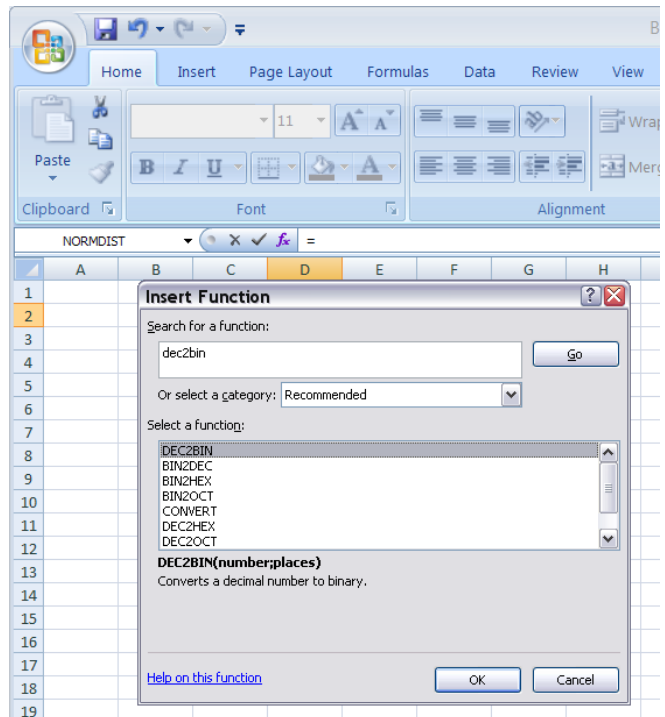 B
Home Insert Page Layout Formulas Data Review View
11 A A Wrap
Paste B I U A Merg
Clipboard Font Alignment
NORMDIST fx =
A B C D E F G H
1
2
3
4
5
6
7
8
9
10
11
12
13
14
15
16
17
18
19
Insert Function
?
Search for a function:
dec2bin
Go
Or select a category: Recommended
Select a function:
DEC2BIN
BIN2DEC
BIN2HEX
BIN2OCT
CONVERT
DEC2HEX
DEC2OCT
DEC2BIN(number;places)
Converts a decimal number to binary.
Help on this function
OK Cancel